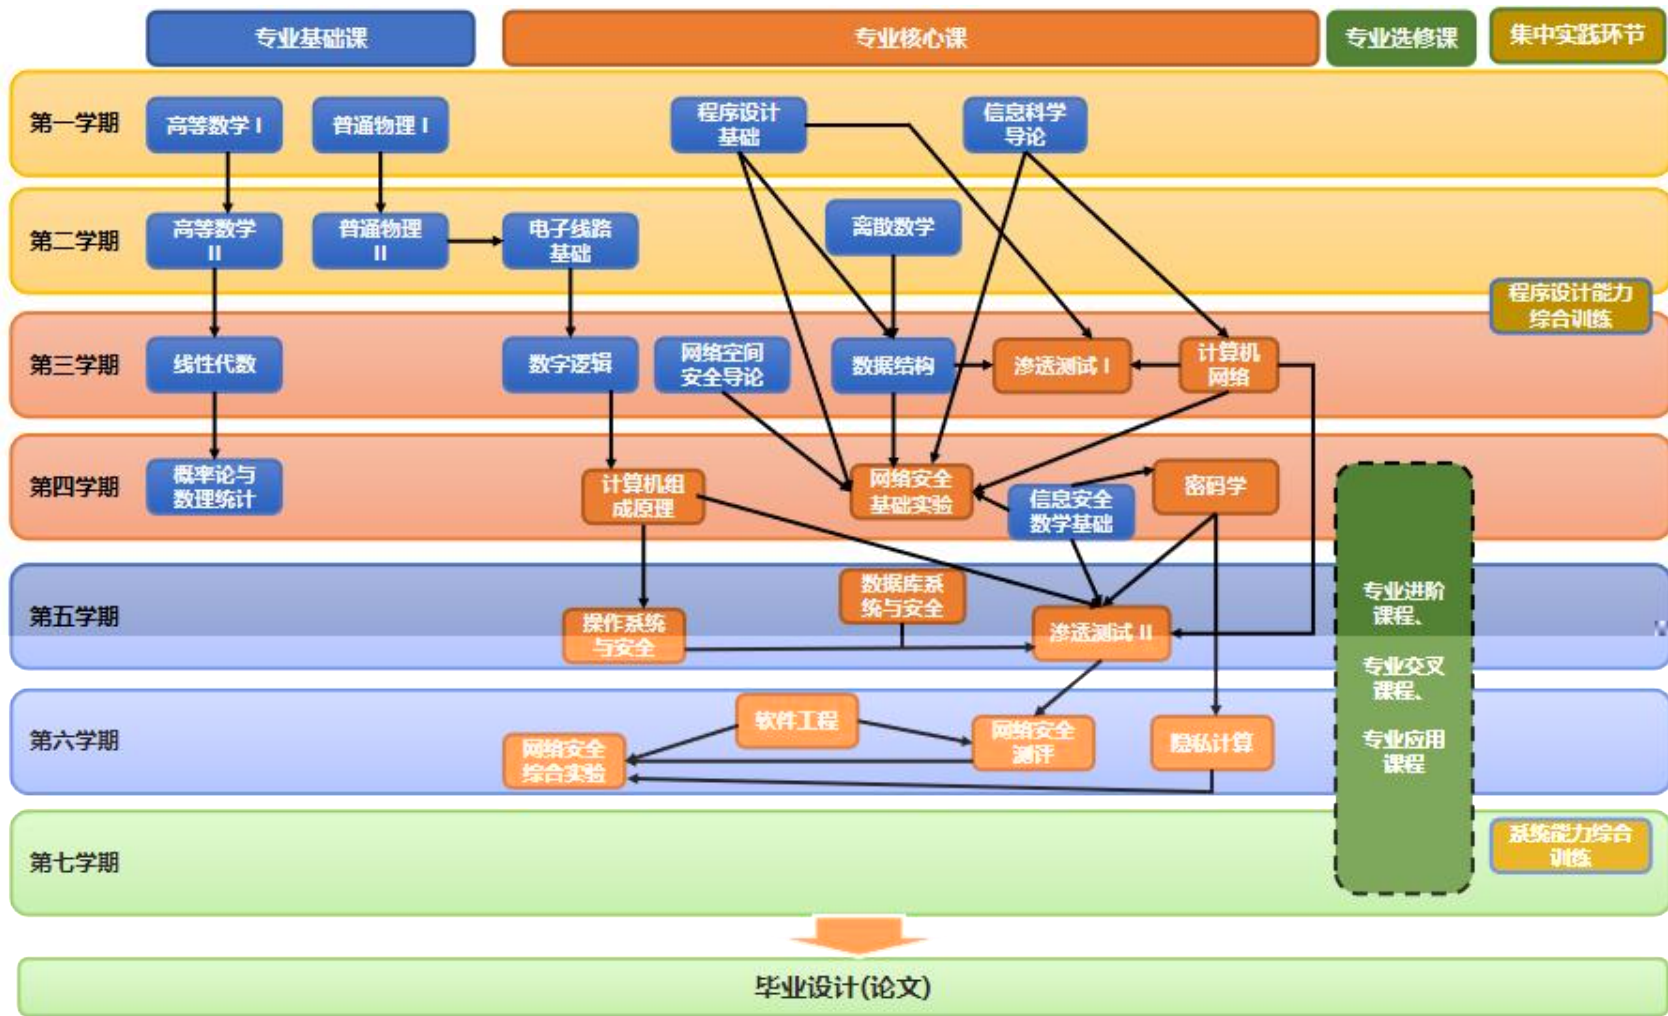 专业基础课
专业核心课
专业选修课
集中实践环节
第一学期
高等数学 I
普通物理 I
程序设计
基础
信息科学
导论
第二学期
高等数学
II
普通物理
II
电子线路
基础
离散数学
程序设计能力
综合训练
第三学期
线性代数
数字逻辑
网络空间
安全导论
数据结构
渗透测试 I
计算机
网络
第四学期
概率论与
数理统计
计算机组
成原理
网络安全
基础实验
信息安全
数学基础
密码学
第五学期
操作系统
与安全
数据库系
统与安全
渗透测试 II
专业进阶
课程、
专业交叉
课程、
专业应用
课程
第六学期
网络安全
综合实验
软件工程
网络安全
测评
隐私计算
第七学期
系统能力综合
训练
毕业设计(论文)